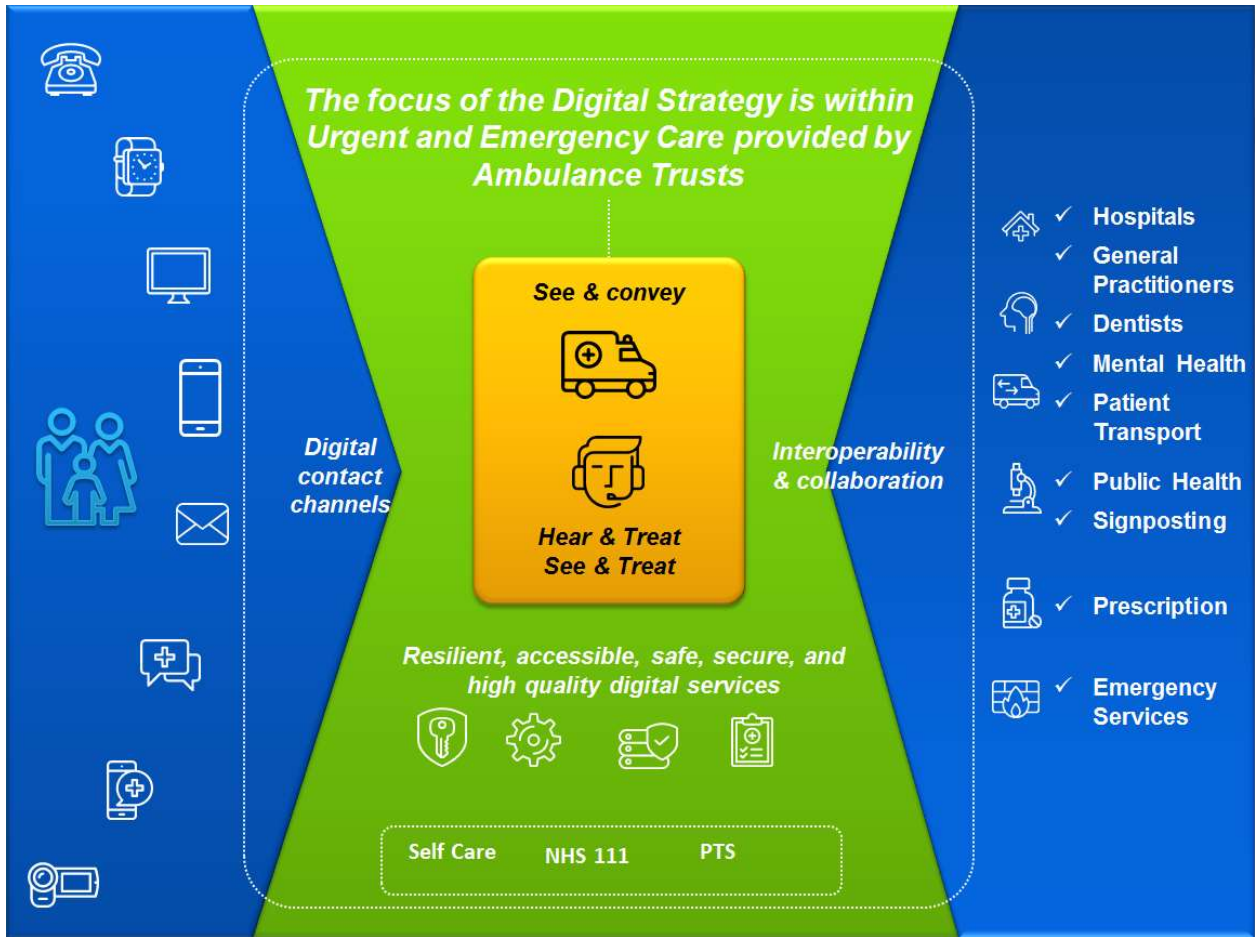 The focus of the Digital Strategy is within
Urgent and Emergency Care provided by
Ambulance Trusts
See & convey
Hear & Treat
See & Treat
Digital
contact
channels
Interoperability
& collaboration
Resilient, accessible, safe, secure, and
high quality digital services
Self Care
NHS 111
PTS
Hospitals
General
Practitioners
Dentists
Mental Health
Patient
Transport
Public Health
Signposting
Prescription
Emergency
Services